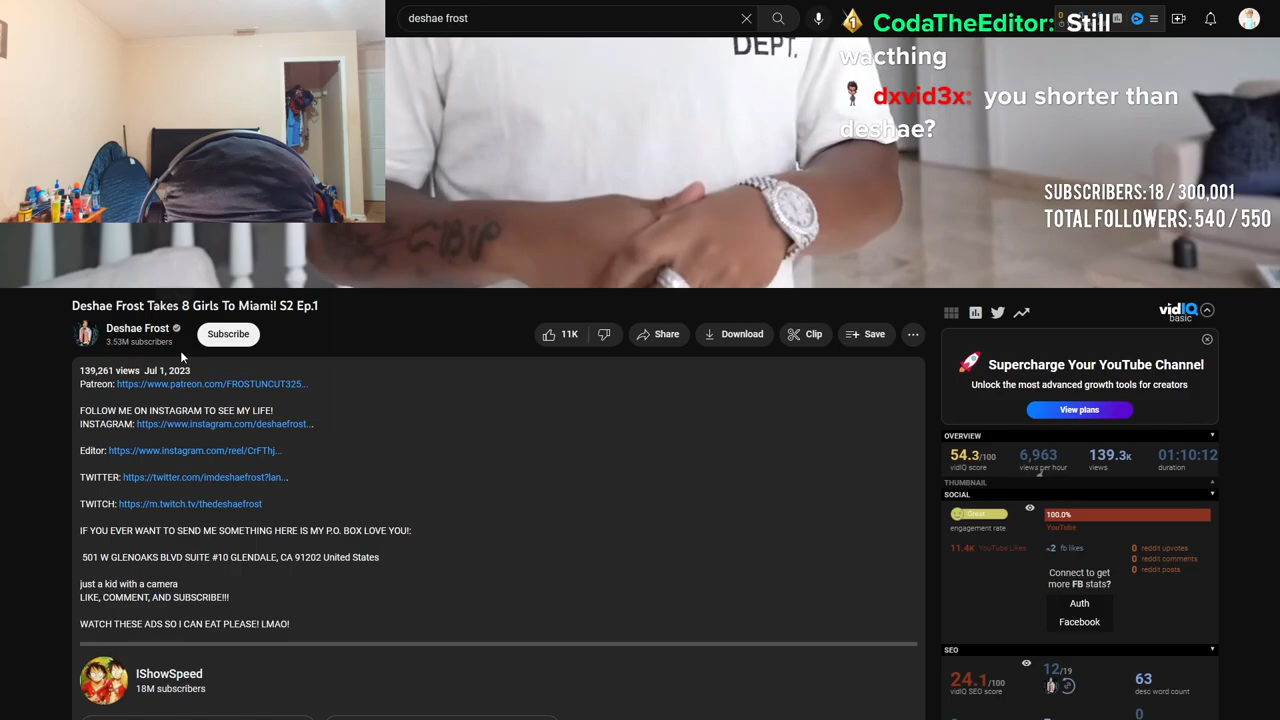 deshae frost
CodaTheEditor: Still
wacthing
dxvid3x: you shorter than
deshae?
DEPT.
SUBSCRIBERS: 18 / 300,001
TOTAL FOLLOWERS: 540 / 550
Deshae Frost Takes 8 Girls To Miami! S2 Ep.1
Deshae Frost
3.53M subscribers
Subscribe
11K
Share
Download
Clip
Save
139,261 views Jul 1, 2023
Patreon: https://www.patreon.com/FROSTUNCUT325...
FOLLOW ME ON INSTAGRAM TO SEE MY LIFE!
INSTAGRAM: https://www.instagram.com/deshaefrost...
Editor: https://www.instagram.com/reel/CrFThj...
TWITTER: https://twitter.com/imdeshaefrost?lan...
TWITCH: https://m.twitch.tv/thedeshaefrost
IF YOU EVER WANT TO SEND ME SOMETHING HERE IS MY P.O. BOX LOVE YOU!:
501 W GLENOAKS BLVD SUITE #10 GLENDALE, CA 91202 United States
just a kid with a camera
LIKE, COMMENT, AND SUBSCRIBE!!!
WATCH THESE ADS SO I CAN EAT PLEASE! LMAO!
IShowSpeed
18M subscribers
vidIQ
basic
Supercharge Your YouTube Channel
Unlock the most advanced growth tools for creators
View plans
OVERVIEW
54.3/100 6,963 139.3K 01:10:12
vidIQ score views per hour views duration
THUMBNAIL
SOCIAL
Great
engagement rate
100.0%
YouTube
11.4K YouTube Likes
2 fb likes
0 reddit upvotes
0 reddit comments
0 reddit posts
Connect to get
more FB stats?
Auth
Facebook
SEO
24.1/100
vidIQ SEO score
12/19
63
desc word count
0